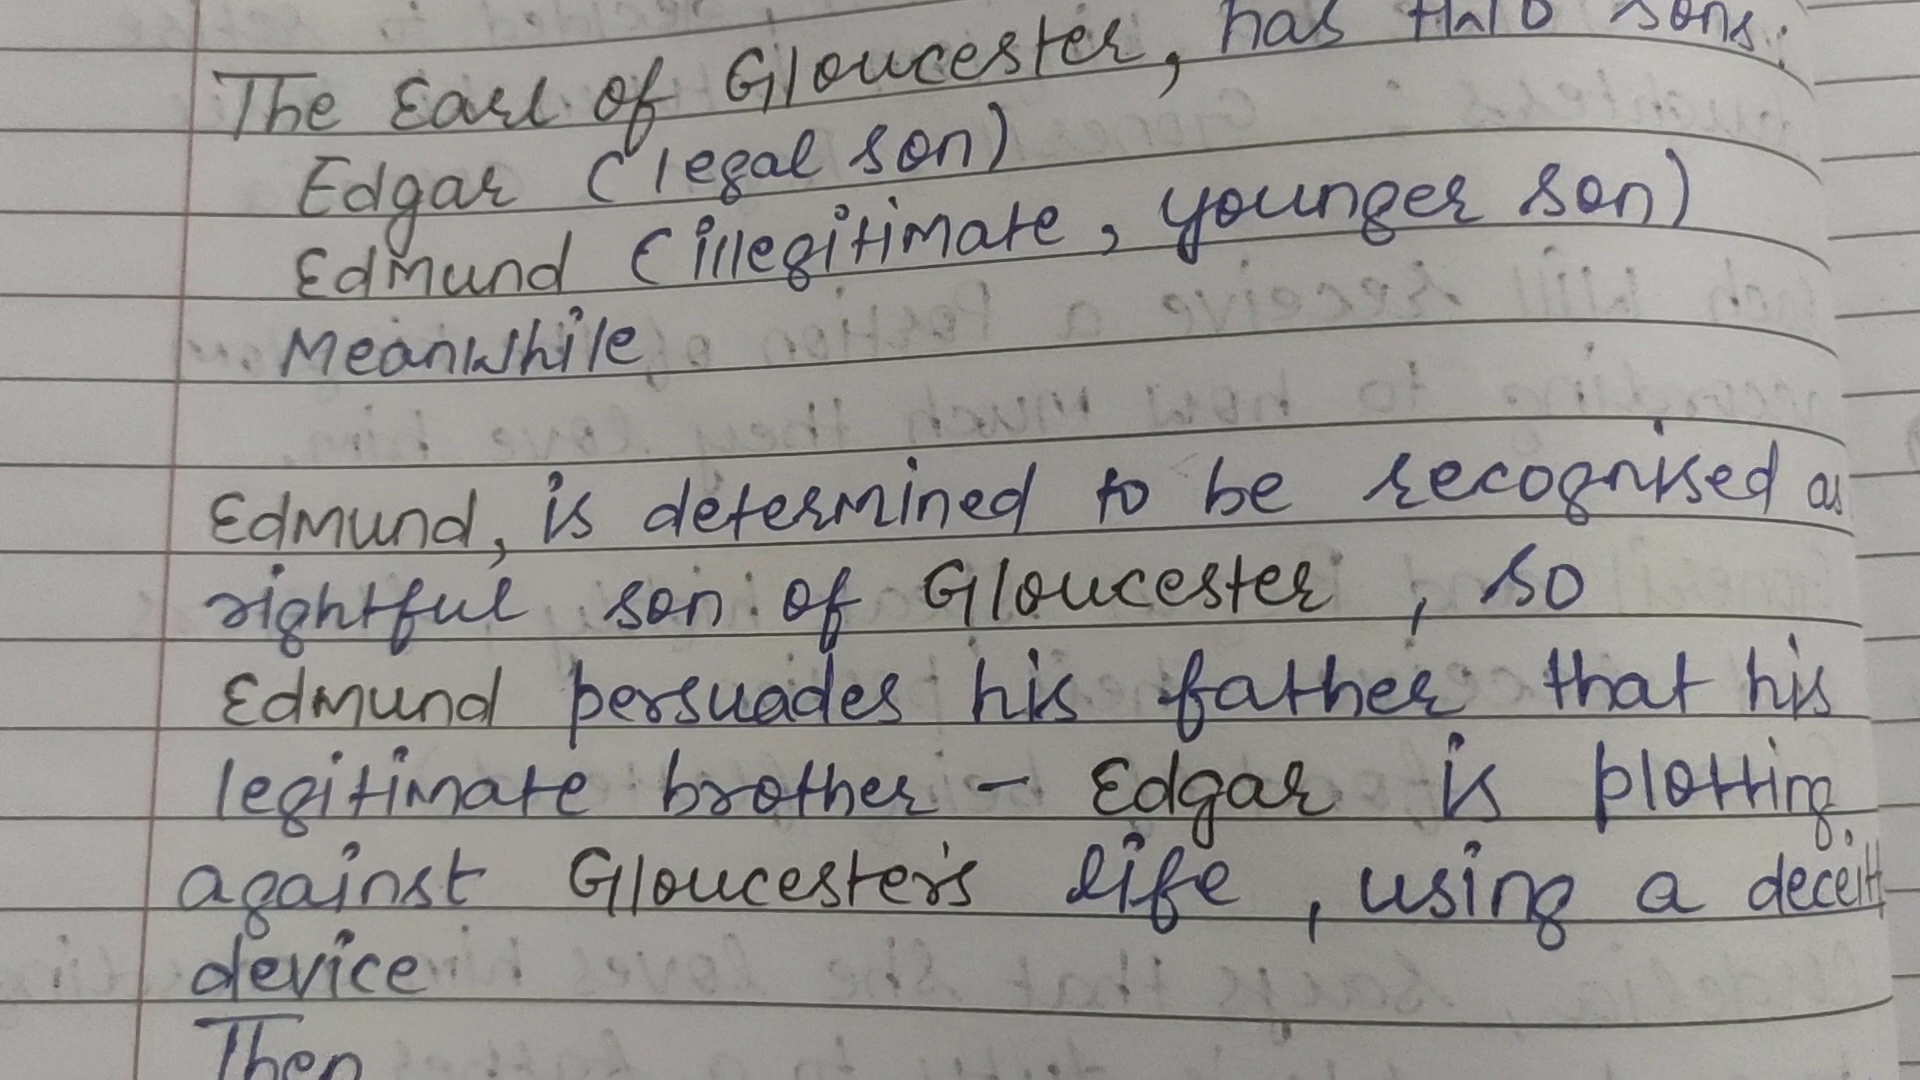 The Earl of Gloucester, has two sons.
Edgar (legal son)
Edmund (illegitimate, younger son)
Meanwhile
Edmund, is determined to be recognised as
rightful son of Gloucester, so
Edmund persuades his father that his
legitimate brother - Edgar is plotting
against Gloucester's life, using a
device
Then